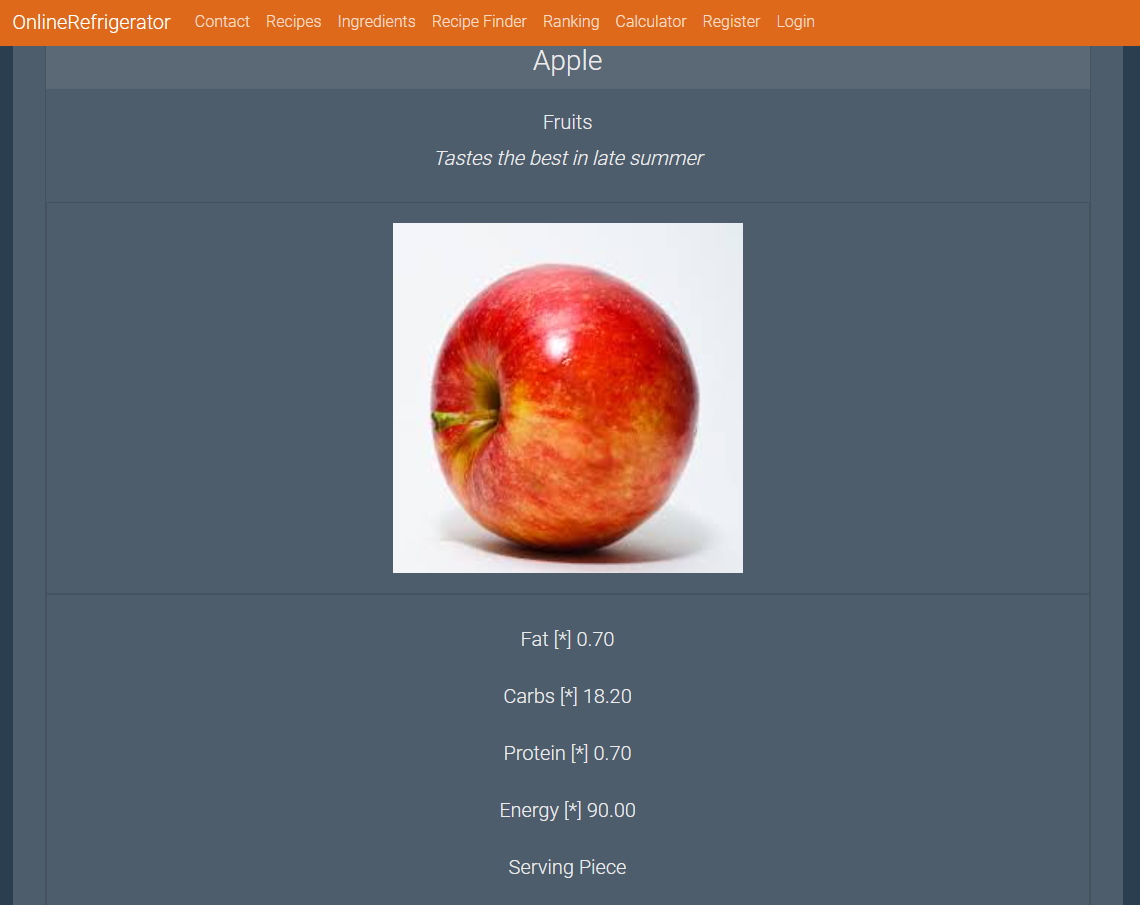 OnlineRefrigerator Contact Recipes Ingredients Recipe Finder Ranking Calculator Register Login
Apple
Fruits
Tastes the best in late summer
Fat [*] 0.70
Carbs [*] 18.20
Protein [*] 0.70
Energy [*] 90.00
Serving Piece